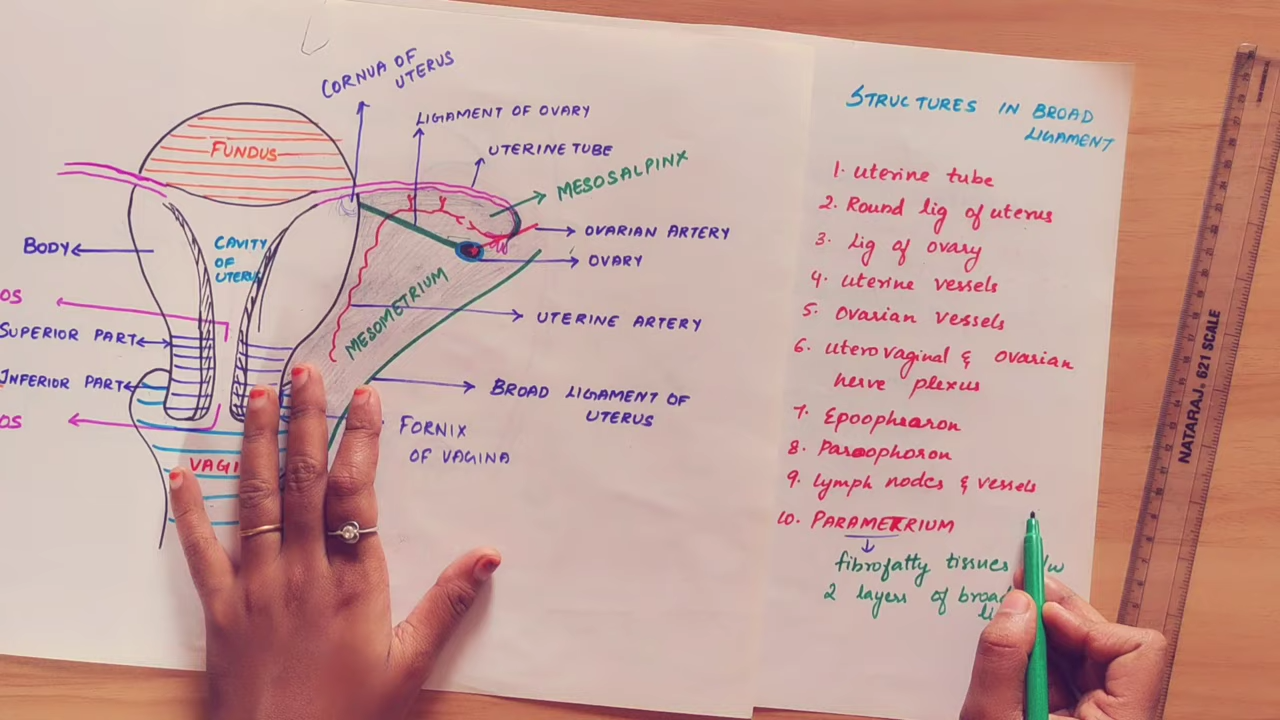 CORNUA OF
UTERUS
LIGAMENT OF OVARY
UTERINE TUBE
MESOSALPINX
FUNDUS
OVARIAN ARTERY
OVARY
BODY
CAVITY
OF
UTERUS
MESOMETRIUM
UTERINE ARTERY
OS
SUPERIOR PART
INFERIOR PART
OS
BROAD LIGAMENT OF
UTERUS
FORNIX
OF VAGINA
VAGI
STRUCTURES IN BROAD
LIGAMENT
1. uterine tube
2. Round lig of uterus
3. lig of ovary
4. uterine vessels
5. Ovarian vessels
6. uterovaginal & ovarian
nerve plexus
7. Epoophoron
8. Paroophoron
9. lymph nodes & vessels
10. PARAMETRIUM
fibrofatty tissues /w
2 layers of broad
li
NATARAJ 621 SCALE